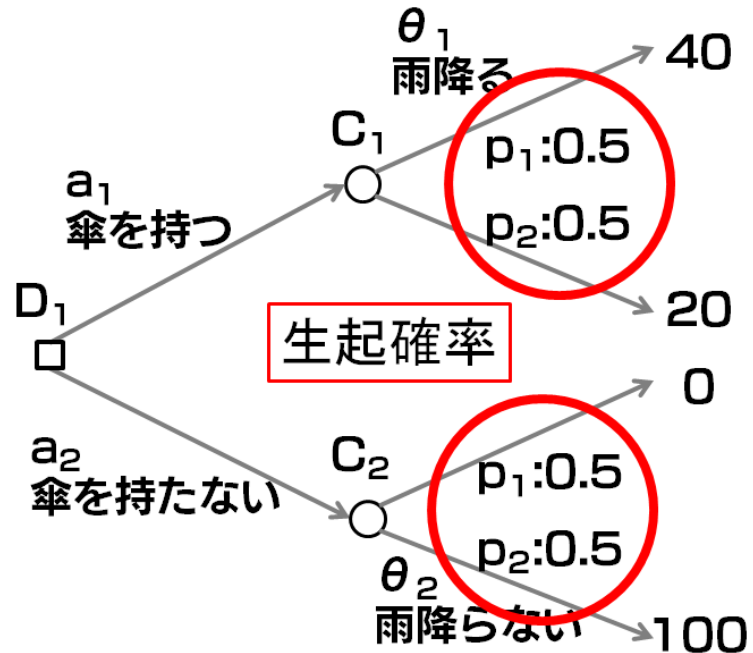 θ₁
雨降る
40
C₁
p₁:0.5
a₁
傘を持つ
p₂:0.5
D₁
20
生起確率
0
a₂
傘を持たない
C₂
p₁:0.5
p₂:0.5
θ₂
雨降らない
100